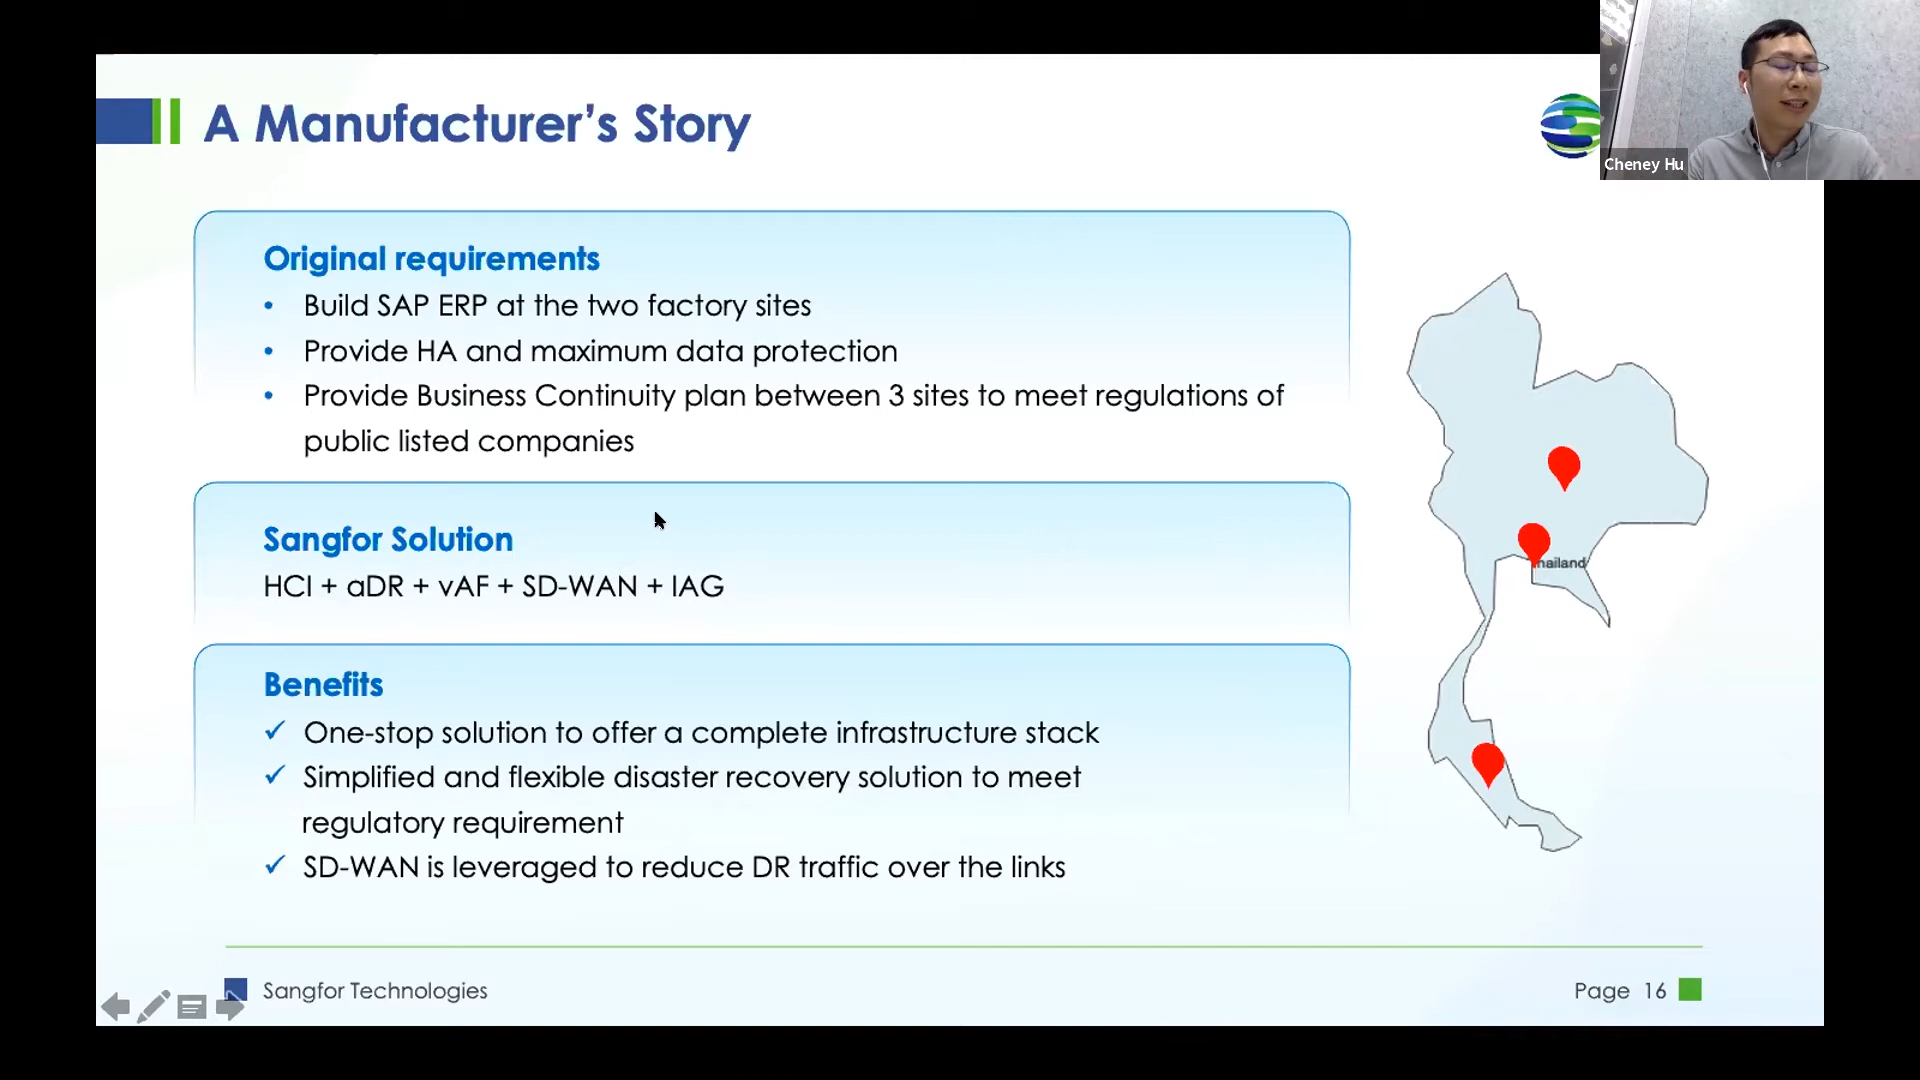 A Manufacturer's Story
Cheney Hu
Original requirements
• Build SAP ERP at the two factory sites
• Provide HA and maximum data protection
• Provide Business Continuity plan between 3 sites to meet regulations of
public listed companies
Sangfor Solution
HCI + aDR + vAF + SD-WAN + IAG
Benefits
✓ One-stop solution to offer a complete infrastructure stack
✓ Simplified and flexible disaster recovery solution to meet
regulatory requirement
✓ SD-WAN is leveraged to reduce DR traffic over the links
Thailand
Sangfor Technologies
Page 16